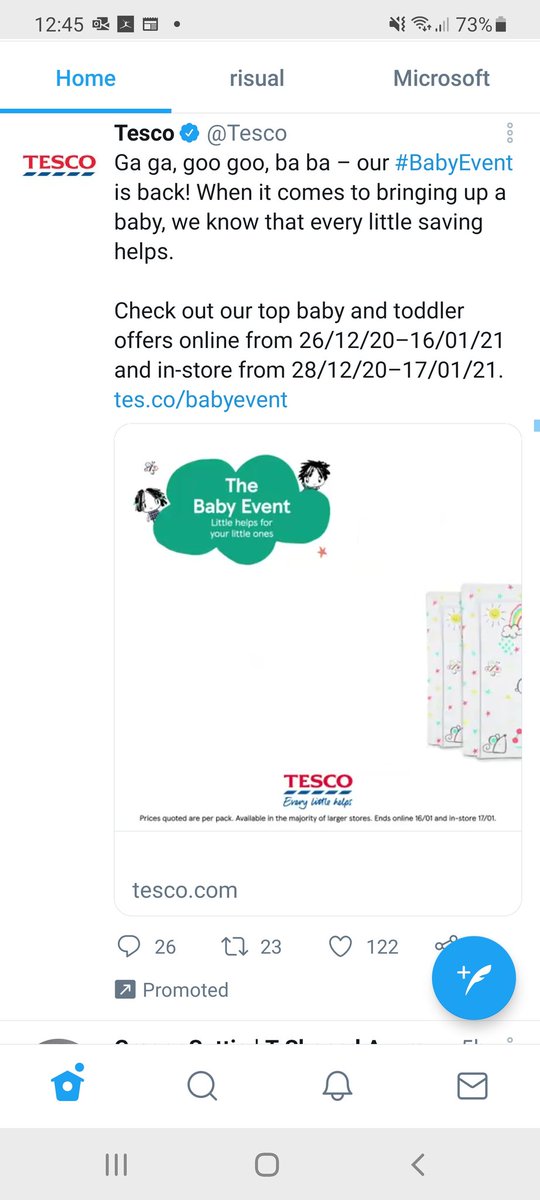 12:45
73%
Home risual Microsoft
Tesco @Tesco
TESCO
Ga ga, goo goo, ba ba – our #BabyEvent
is back! When it comes to bringing up a
baby, we know that every little saving
helps.
Check out our top baby and toddler
offers online from 26/12/20–16/01/21
and in-store from 28/12/20–17/01/21.
tes.co/babyevent
The
Baby Event
Little helps for
your little ones
TESCO
Every little helps
Prices quoted are per pack. Available in the majority of larger stores. Ends online 16/01 and in-store 17/01.
tesco.com
26 23 122
Promoted